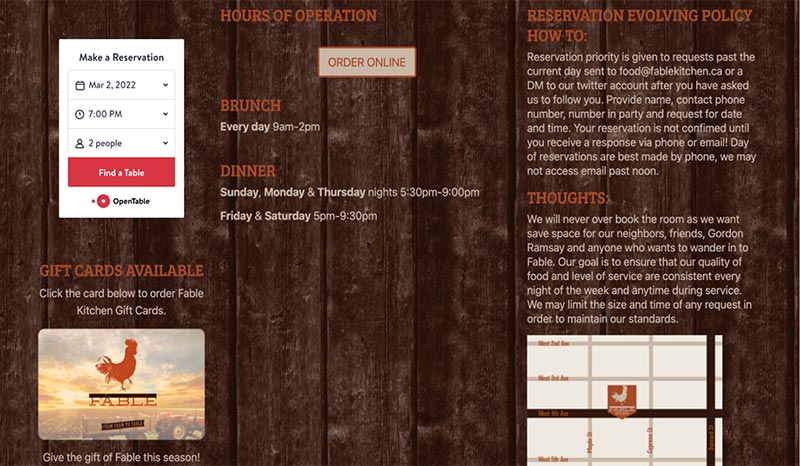 Make a Reservation
Mar 2, 2022
7:00 PM
2 people
Find a Table
OpenTable
GIFT CARDS AVAILABLE
Click the card below to order Fable
Kitchen Gift Cards.
FABLE
FROM FARM TO TABLE
Give the gift of Fable this season!
HOURS OF OPERATION
ORDER ONLINE
BRUNCH
Every day 9am-2pm
DINNER
Sunday, Monday & Thursday nights 5:30pm-9:00pm
Friday & Saturday 5pm-9:30pm
RESERVATION EVOLVING POLICY
HOW TO:
Reservation priority is given to requests past the
current day sent to food@fablekitchen.ca or a
DM to our twitter account after you have asked
us to follow you. Provide name, contact phone
number, number in party and request for date
and time. Your reservation is not confimed until
you receive a response via phone or email! Day
of reservations are best made by phone, we may
not access email past noon.
THOUGHTS:
We will never over book the room as we want
save space for our neighbors, friends, Gordon
Ramsay and anyone who wants to wander in to
Fable. Our goal is to ensure that our quality of
food and level of service are consistent every
night of the week and anytime during service.
We may limit the size and time of any request in
order to maintain our standards.
West 2nd Ave
West 3rd Ave
West 4th Ave
Maple St
Cypress St
Burrard St
West 5th Ave